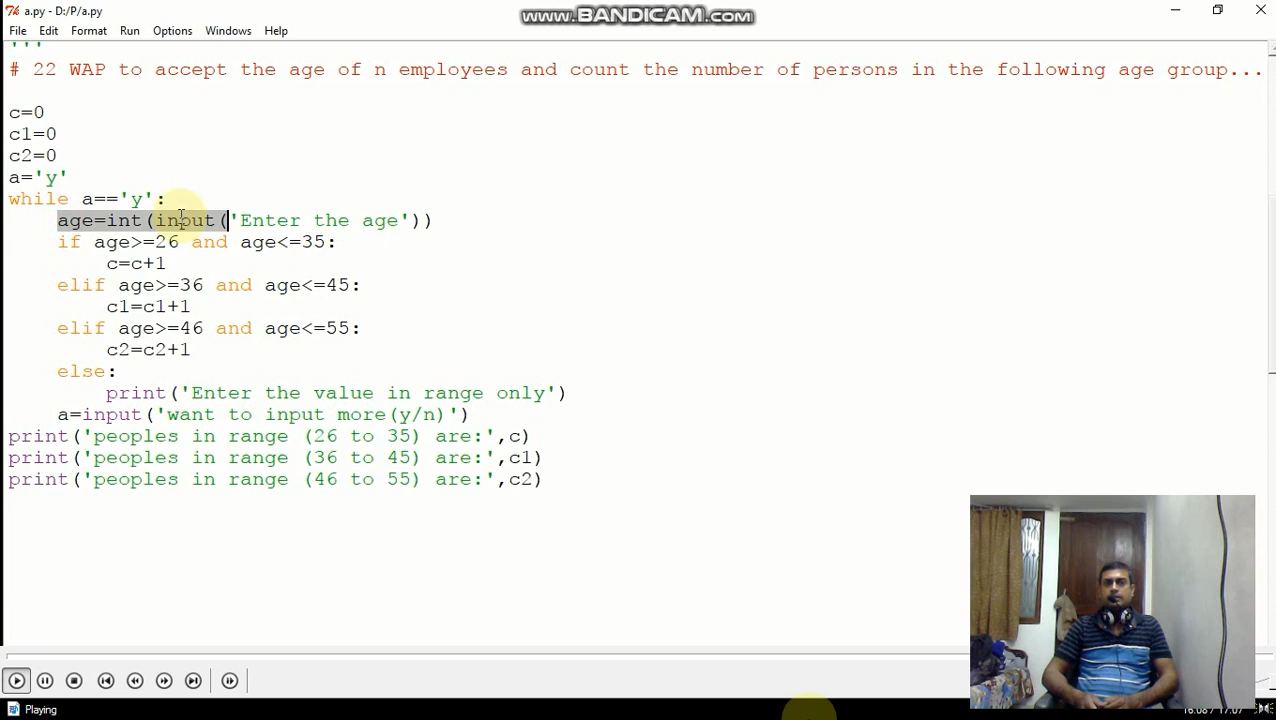 a.py - D:/P/a.py
www.BANDICAM.com
File Edit Format Run Options Windows Help
'''
# 22 WAP to accept the age of n employees and count the number of persons in the following age group...
c=0
c1=0
c2=0
a='y'
while a=='y':
age=int(input('Enter the age'))
if age>=26 and age<=35:
c=c+1
elif age>=36 and age<=45:
c1=c1+1
elif age>=46 and age<=55:
c2=c2+1
else:
print('Enter the value in range only')
a=input('want to input more(y/n)')
print('peoples in range (26 to 35) are:',c)
print('peoples in range (36 to 45) are:',c1)
print('peoples in range (46 to 55) are:',c2)
Playing
16:08 / 17:07